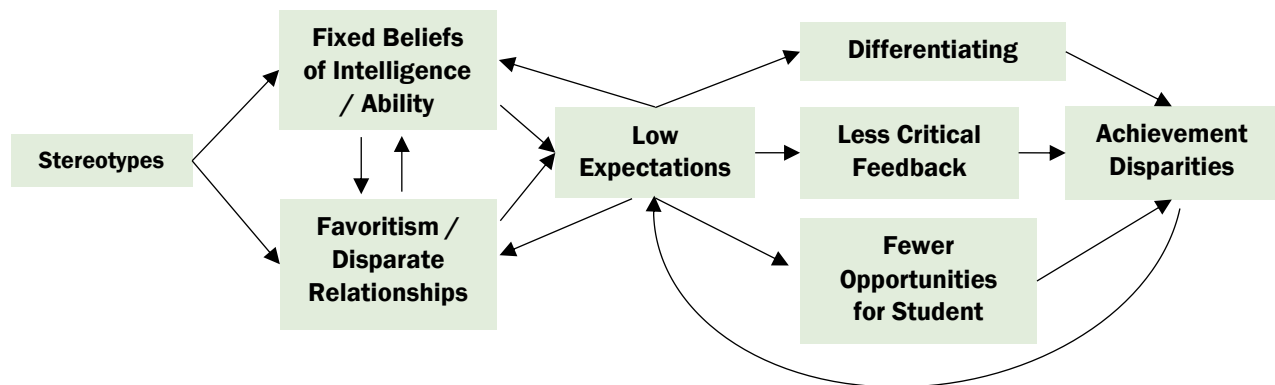 Stereotypes
Fixed Beliefs
of Intelligence
/ Ability
Favoritism /
Disparate
Relationships
Low
Expectations
Differentiating
Less Critical
Feedback
Fewer
Opportunities
for Student
Achievement
Disparities